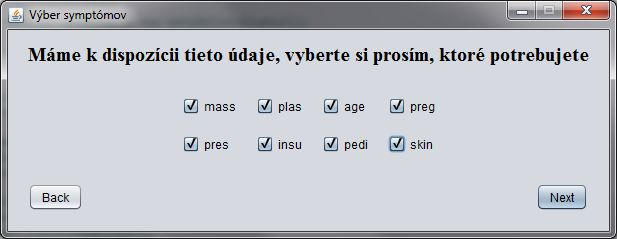 Výber symptómov
Máme k dispozícii tieto údaje, vyberte si prosím, ktoré potrebujete
mass plas age preg
pres insu pedi skin
Back Next